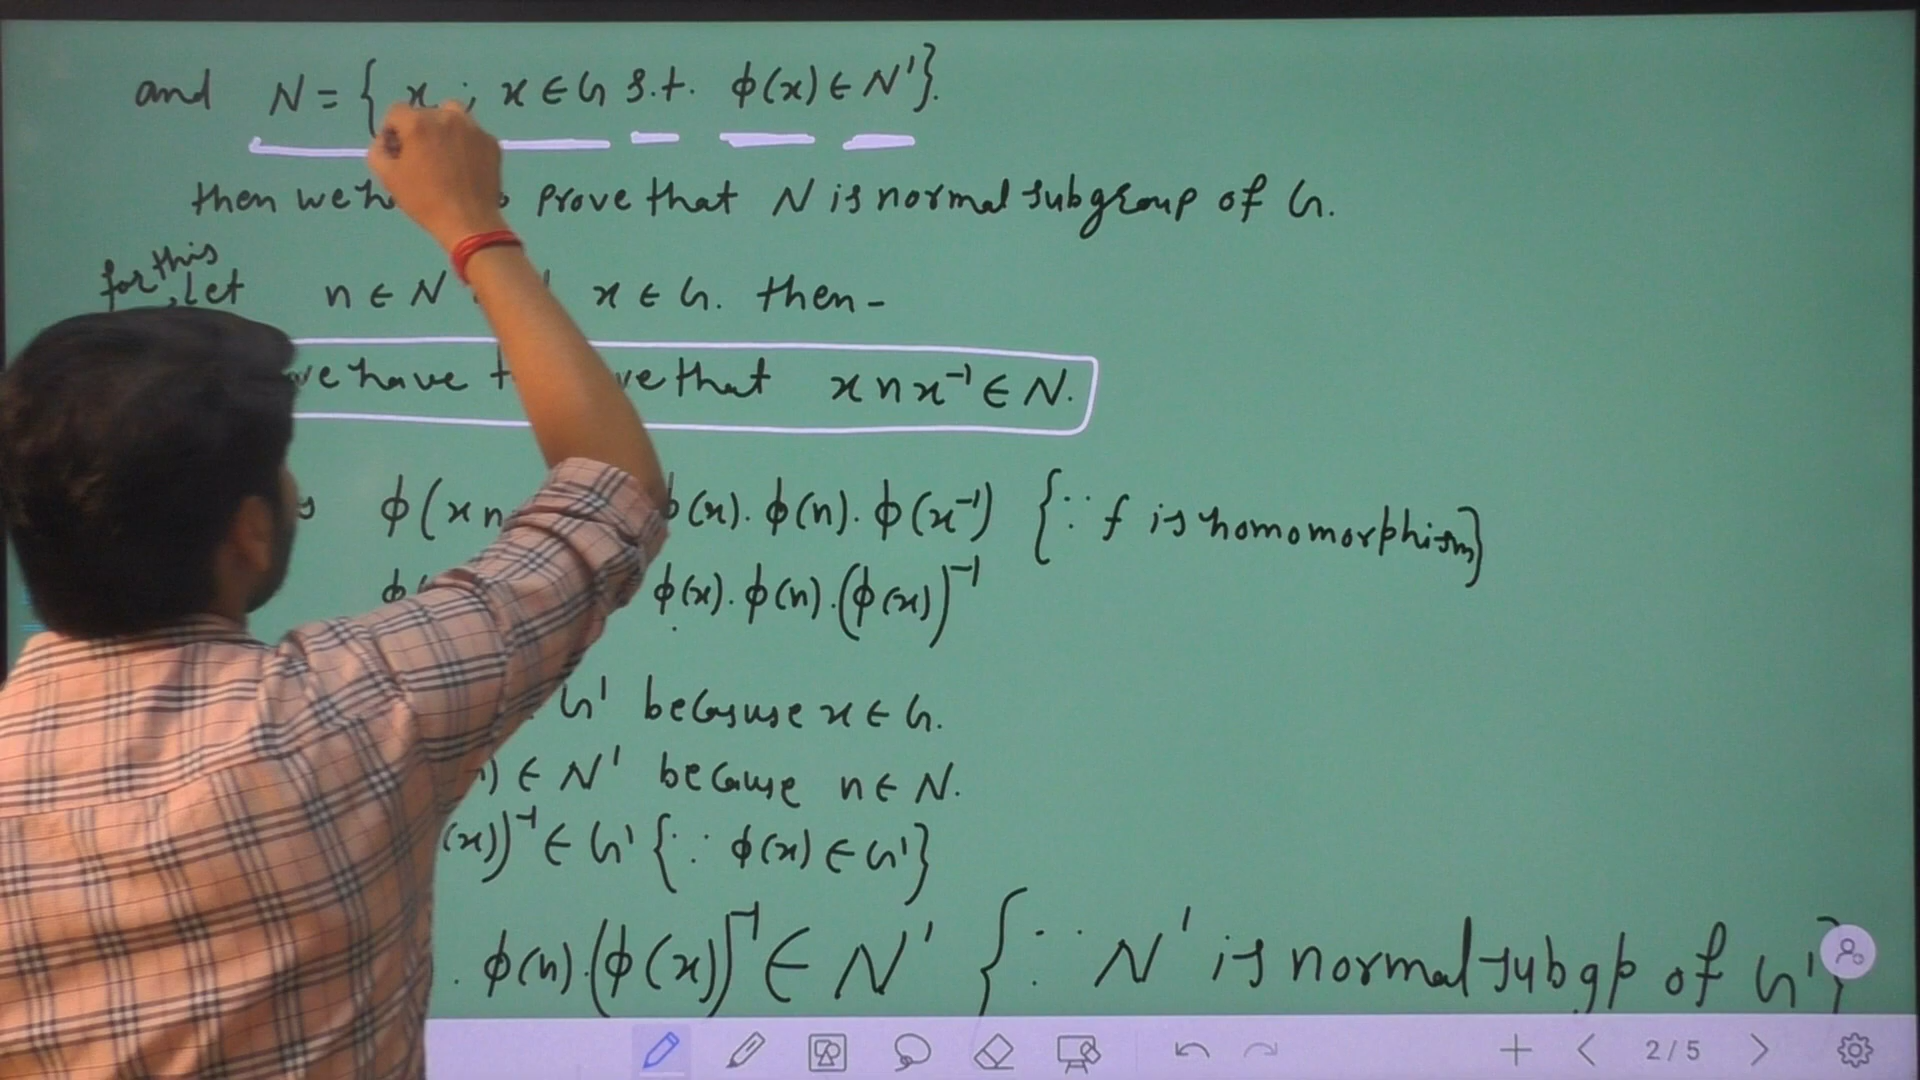 and N = { x ; x ∈ G s.t. φ(x) ∈ N' }.
then we prove that N is normal subgroup of G.
for this
Let n ∈ N x ∈ G. then -
we have that x n x⁻¹ ∈ N.
φ(x n φ(x). φ(n). φ(x⁻¹) {∵ f is homomorphism}
φ(x). φ(n). (φ(x))⁻¹
G' because x ∈ G.
) ∈ N' because n ∈ N.
(x))⁻¹ ∈ G' {∵ φ(x) ∈ G'}
. φ(n). (φ(x))⁻¹ ∈ N' {∵ N' is normal subgp of G'}
2/5